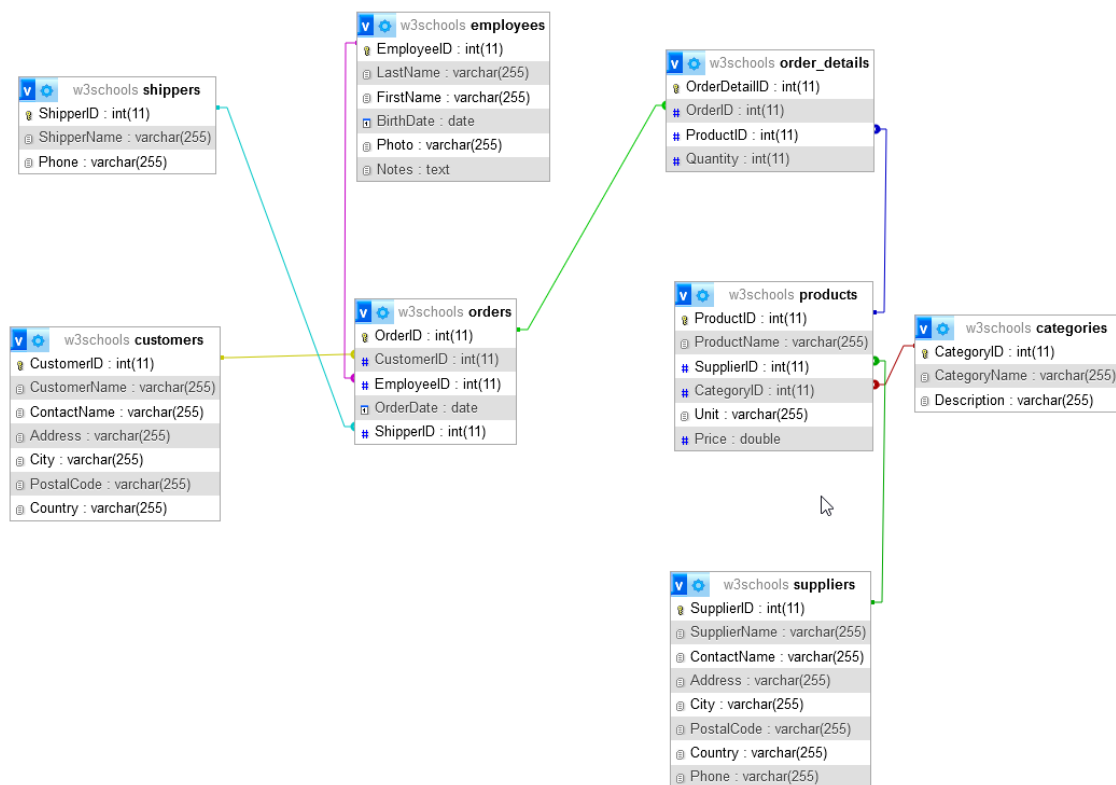 v w3schools shippers
ShipperID : int(11)
ShipperName : varchar(255)
Phone : varchar(255)
v w3schools employees
EmployeeID : int(11)
LastName : varchar(255)
FirstName : varchar(255)
BirthDate : date
Photo : varchar(255)
Notes : text
v w3schools order_details
OrderDetailID : int(11)
# OrderID : int(11)
# ProductID : int(11)
# Quantity : int(11)
v w3schools customers
CustomerID : int(11)
CustomerName : varchar(255)
ContactName : varchar(255)
Address : varchar(255)
City : varchar(255)
PostalCode : varchar(255)
Country : varchar(255)
v w3schools orders
OrderID : int(11)
# CustomerID : int(11)
# EmployeeID : int(11)
OrderDate : date
# ShipperID : int(11)
v w3schools products
ProductID : int(11)
ProductName : varchar(255)
# SupplierID : int(11)
# CategoryID : int(11)
Unit : varchar(255)
# Price : double
v w3schools categories
CategoryID : int(11)
CategoryName : varchar(255)
Description : varchar(255)
v w3schools suppliers
SupplierID : int(11)
SupplierName : varchar(255)
ContactName : varchar(255)
Address : varchar(255)
City : varchar(255)
PostalCode : varchar(255)
Country : varchar(255)
Phone : varchar(255)